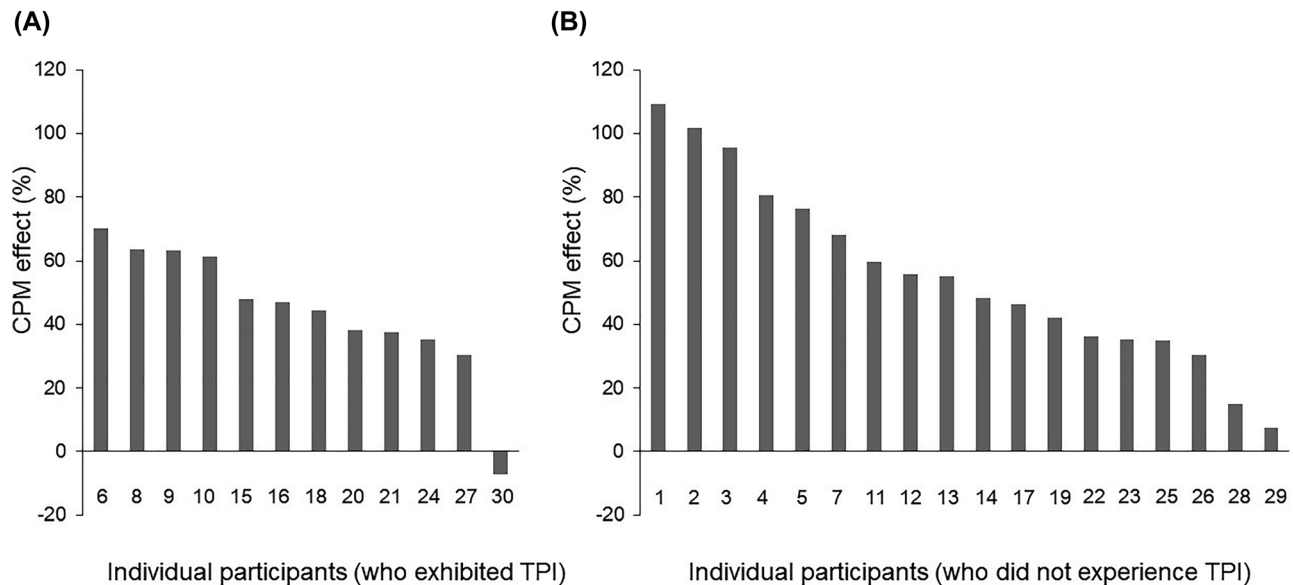 (A)
120
100
80
60
40
20
0
-20
CPM effect (%)
6 8 9 10 15 16 18 20 21 24 27 30
Individual participants (who exhibited TPI)
(B)
120
100
80
60
40
20
0
-20
CPM effect (%)
1 2 3 4 5 7 11 12 13 14 17 19 22 23 25 26 28 29
Individual participants (who did not experience TPI)